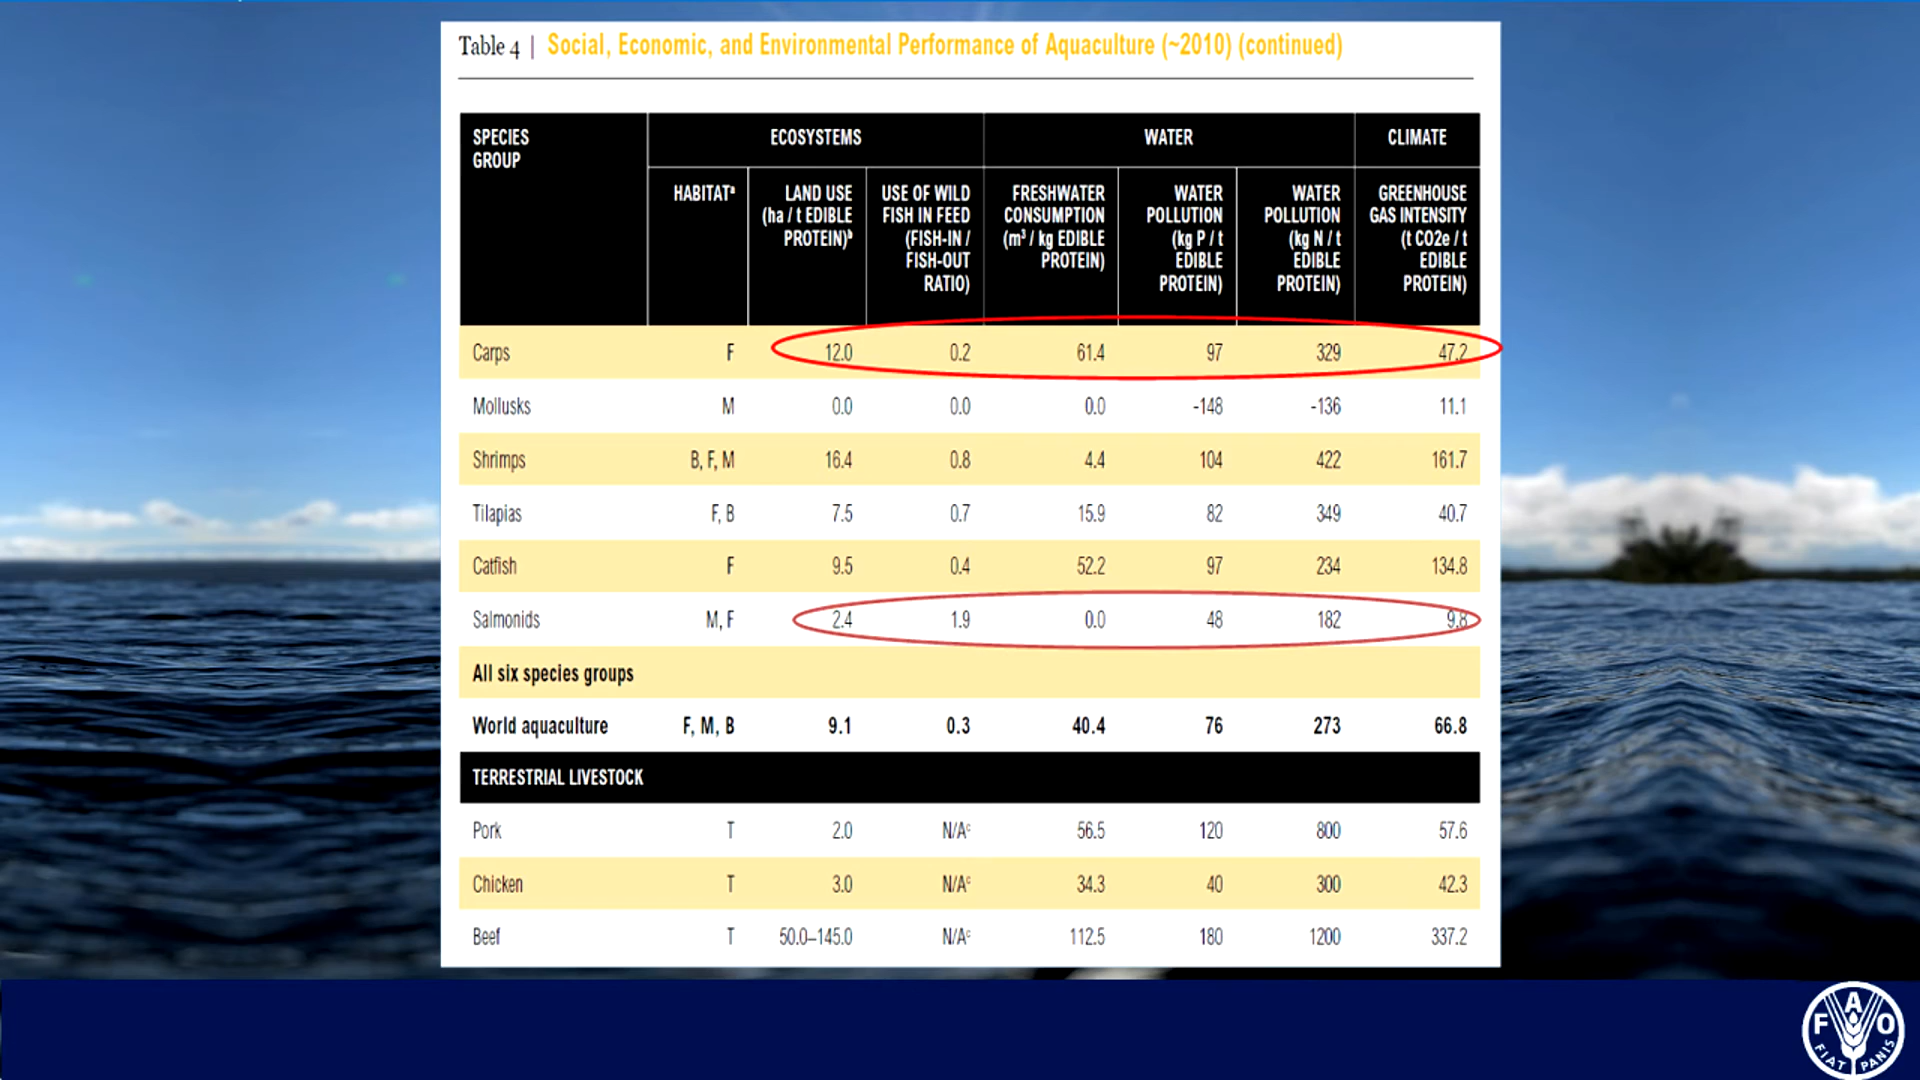 Table 4 | Social, Economic, and Environmental Performance of Aquaculture (~2010) (continued)
SPECIES GROUP
ECOSYSTEMS
WATER
CLIMATE
HABITATᵃ
LAND USE (ha / t EDIBLE PROTEIN)ᵇ
USE OF WILD FISH IN FEED (FISH-IN / FISH-OUT RATIO)
FRESHWATER CONSUMPTION (m³ / kg EDIBLE PROTEIN)
WATER POLLUTION (kg P / t EDIBLE PROTEIN)
WATER POLLUTION (kg N / t EDIBLE PROTEIN)
GREENHOUSE GAS INTENSITY (t CO2e / t EDIBLE PROTEIN)
Carps F 12.0 0.2 61.4 97 329 47.2
Mollusks M 0.0 0.0 0.0 -148 -136 11.1
Shrimps B, F, M 16.4 0.8 4.4 104 422 161.7
Tilapias F, B 7.5 0.7 15.9 82 349 40.7
Catfish F 9.5 0.4 52.2 97 234 134.8
Salmonids M, F 2.4 1.9 0.0 48 182 9.8
All six species groups
World aquaculture F, M, B 9.1 0.3 40.4 76 273 66.8
TERRESTRIAL LIVESTOCK
Pork T 2.0 N/Aᶜ 56.5 120 800 57.6
Chicken T 3.0 N/Aᶜ 34.3 40 300 42.3
Beef T 50.0–145.0 N/Aᶜ 112.5 180 1200 337.2
FAO
FIAT PANIS